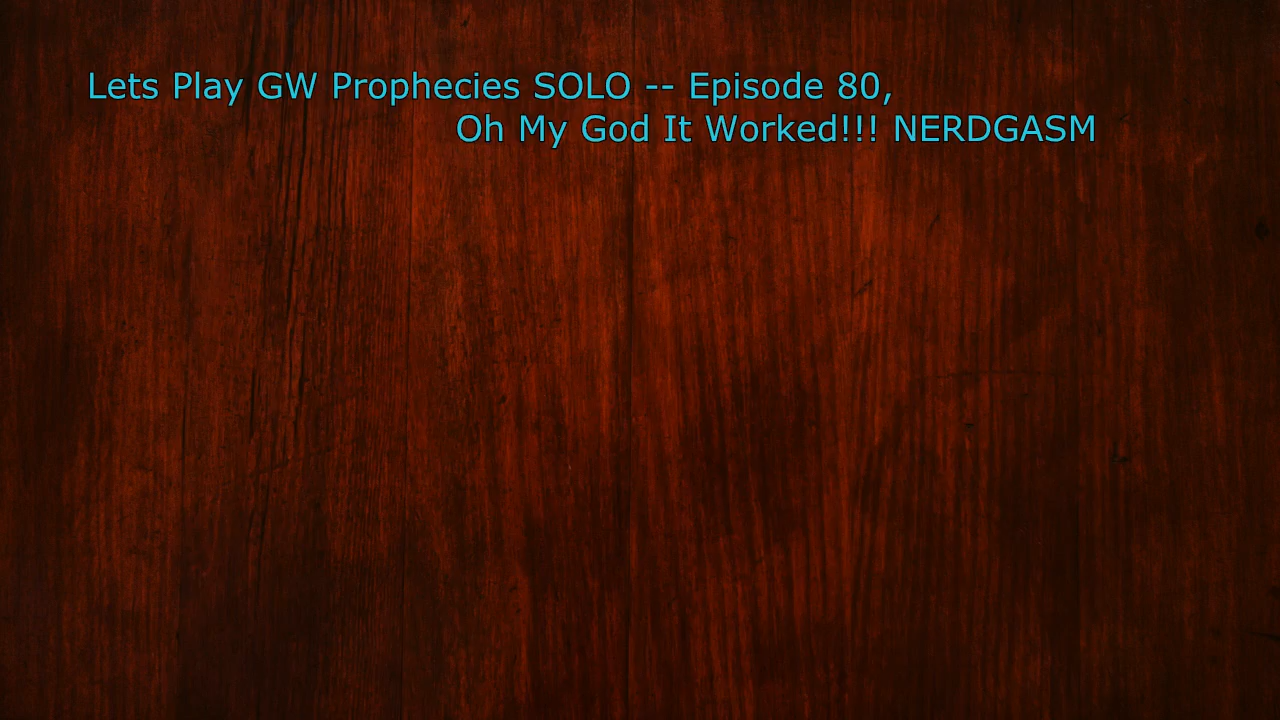 Lets Play GW Prophecies SOLO -- Episode 80,
Oh My God It Worked!!! NERDGASM